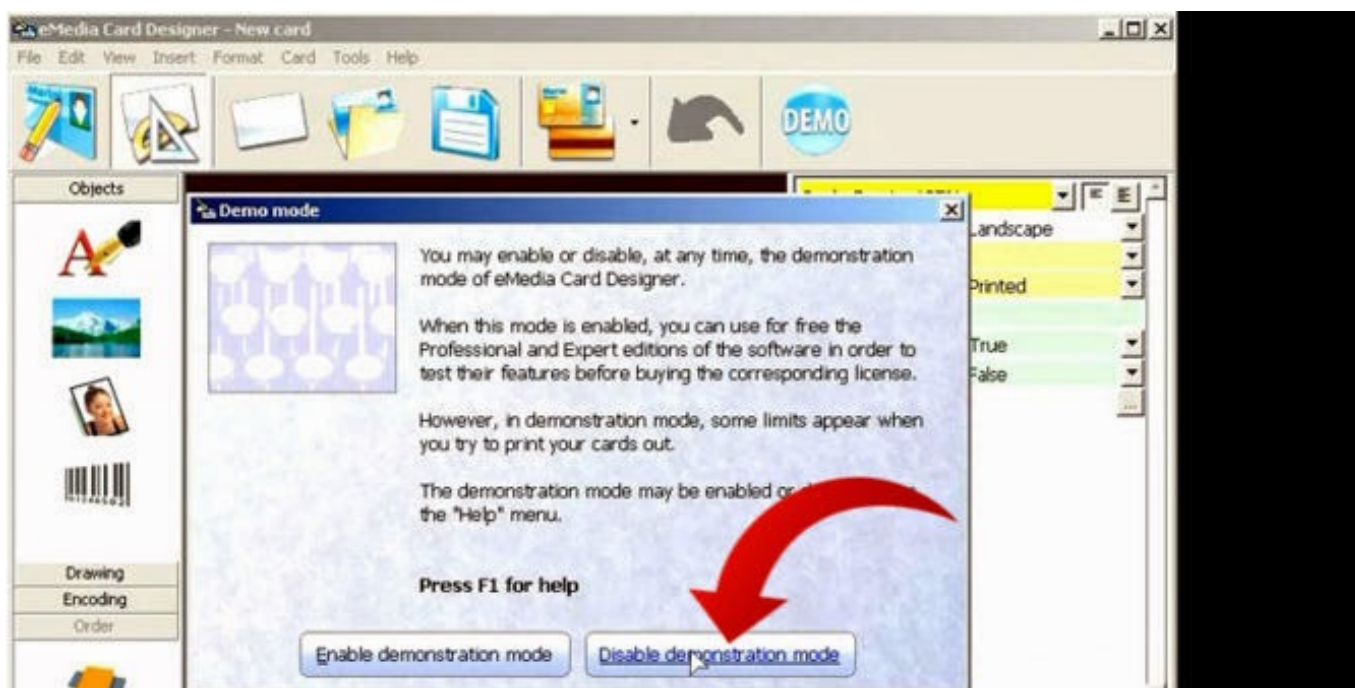 eMedia Card Designer - New card
File Edit View Insert Format Card Tools Help
DEMO
Objects
Demo mode
Landscape
You may enable or disable, at any time, the demonstration
mode of eMedia Card Designer.
Printed
When this mode is enabled, you can use for free the
Professional and Expert editions of the software in order to
test their features before buying the corresponding license.
True
False
However, in demonstration mode, some limits appear when
you try to print your cards out.
The demonstration mode may be enabled
the "Help" menu.
Press F1 for help
Drawing
Encoding
Order
Enable demonstration mode
Disable demonstration mode